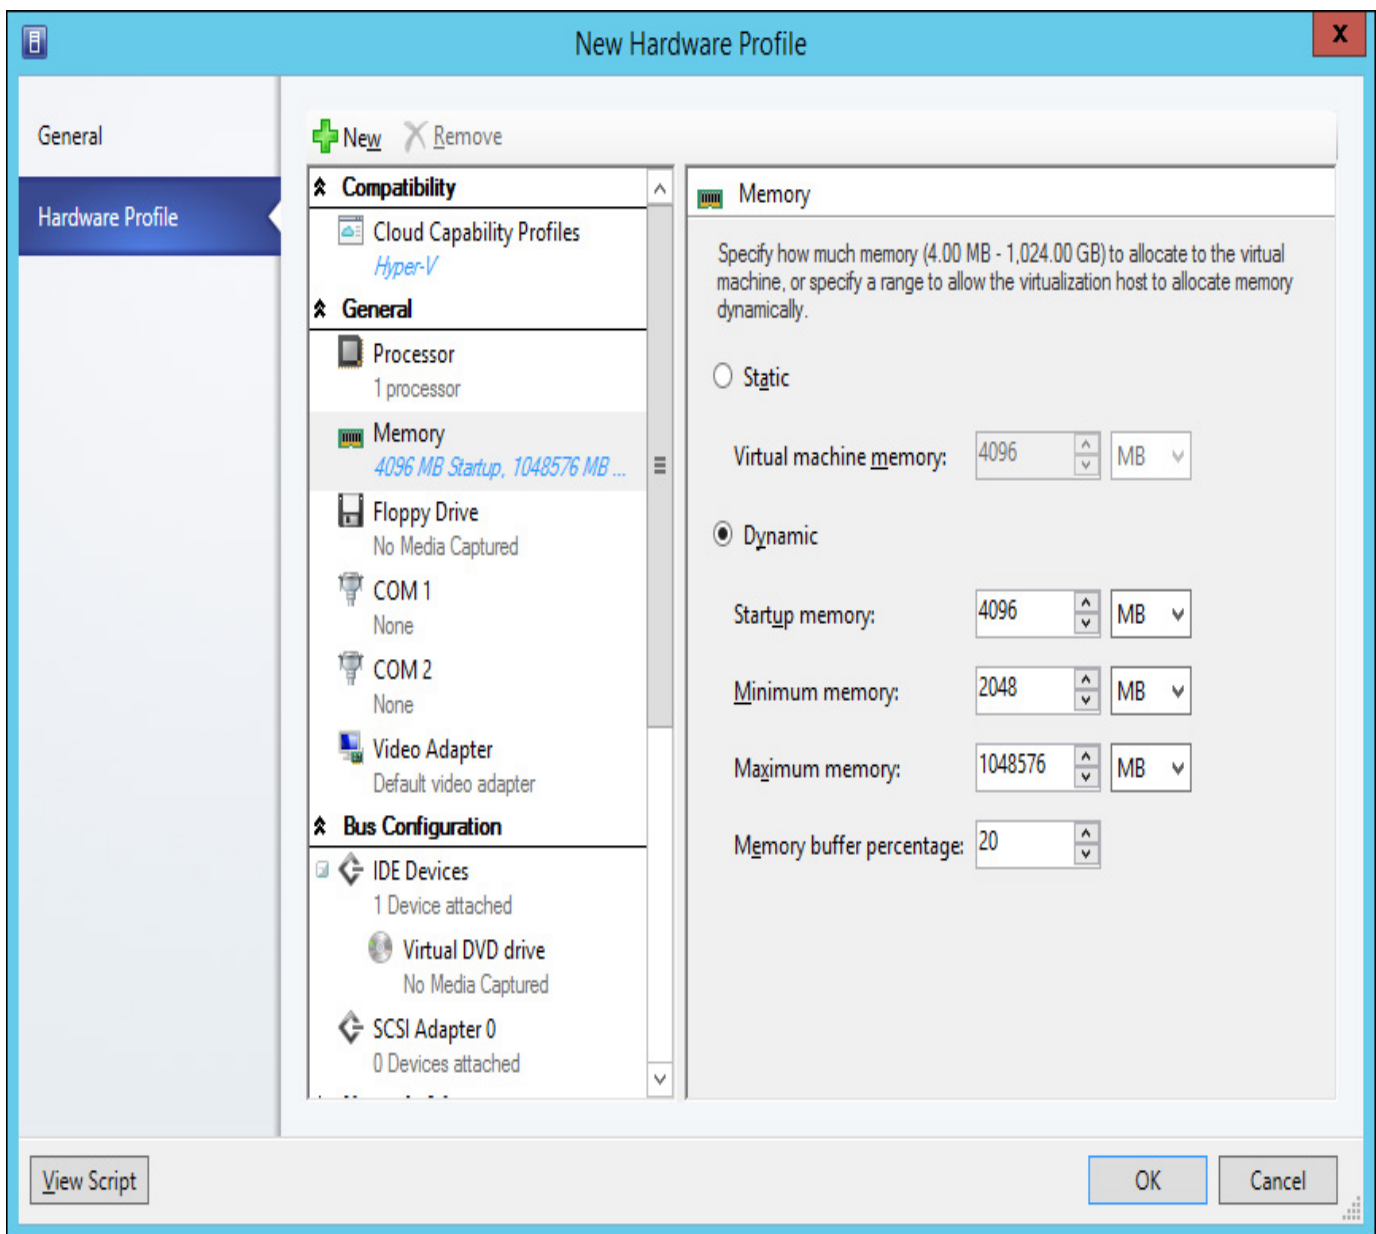 New Hardware Profile
X
General
Hardware Profile
New Remove
Compatibility
Cloud Capability Profiles
Hyper-V
General
Processor
1 processor
Memory
4096 MB Startup, 1048576 MB ...
Floppy Drive
No Media Captured
COM 1
None
COM 2
None
Video Adapter
Default video adapter
Bus Configuration
IDE Devices
1 Device attached
Virtual DVD drive
No Media Captured
SCSI Adapter 0
0 Devices attached
Memory
Specify how much memory (4.00 MB - 1,024.00 GB) to allocate to the virtual
machine, or specify a range to allow the virtualization host to allocate memory
dynamically.
Static
Virtual machine memory: 4096 MB
Dynamic
Startup memory: 4096 MB
Minimum memory: 2048 MB
Maximum memory: 1048576 MB
Memory buffer percentage: 20
View Script
OK
Cancel